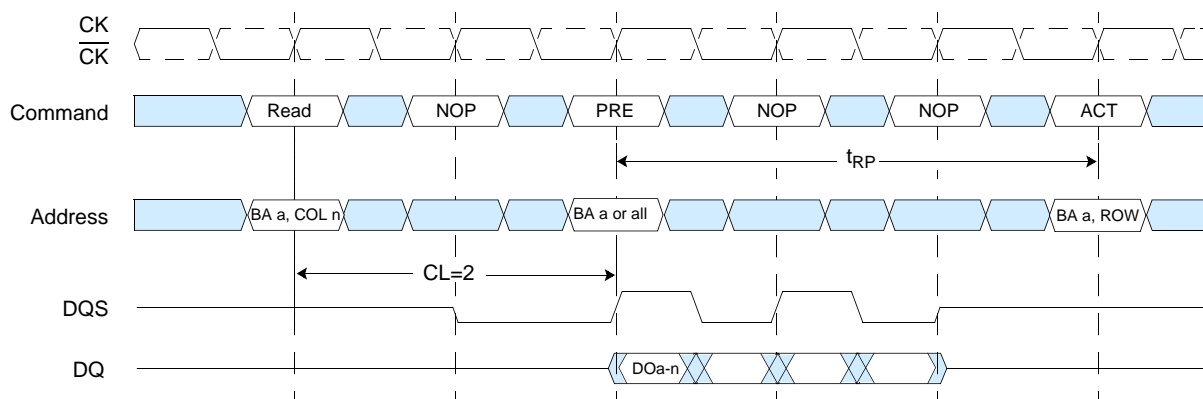 CK
CK
Command
Read
NOP
PRE
NOP
NOP
ACT
tRP
Address
BA a, COL n
BA a or all
BA a, ROW
CL=2
DQS
DQ
DOa-n